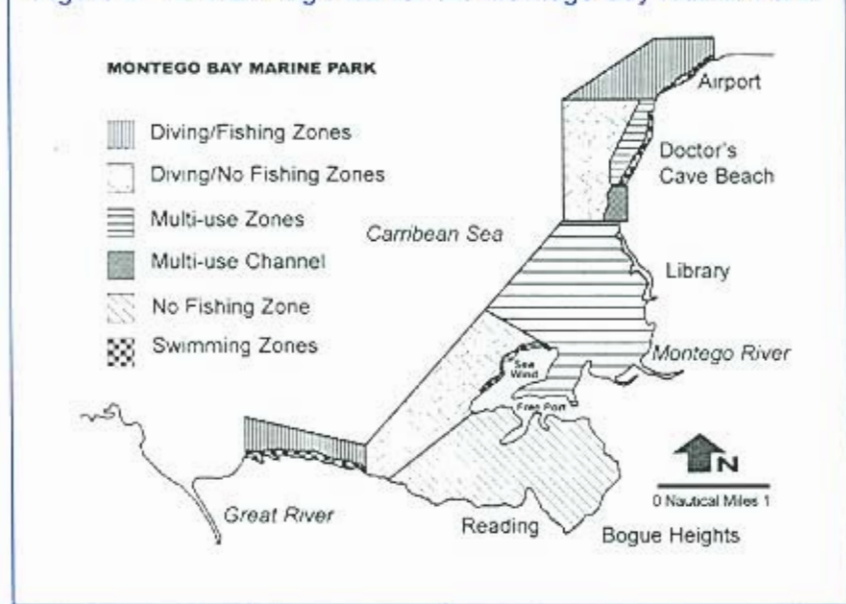 MONTEGO BAY MARINE PARK
Diving/Fishing Zones
Diving/No Fishing Zones
Multi-use Zones
Multi-use Channel
No Fishing Zone
Swimming Zones
Airport
Doctor's
Cave Beach
Carribean Sea
Library
Montego River
Sea
Wind
Free Port
N
0 Nautical Miles 1
Great River
Reading
Bogue Heights